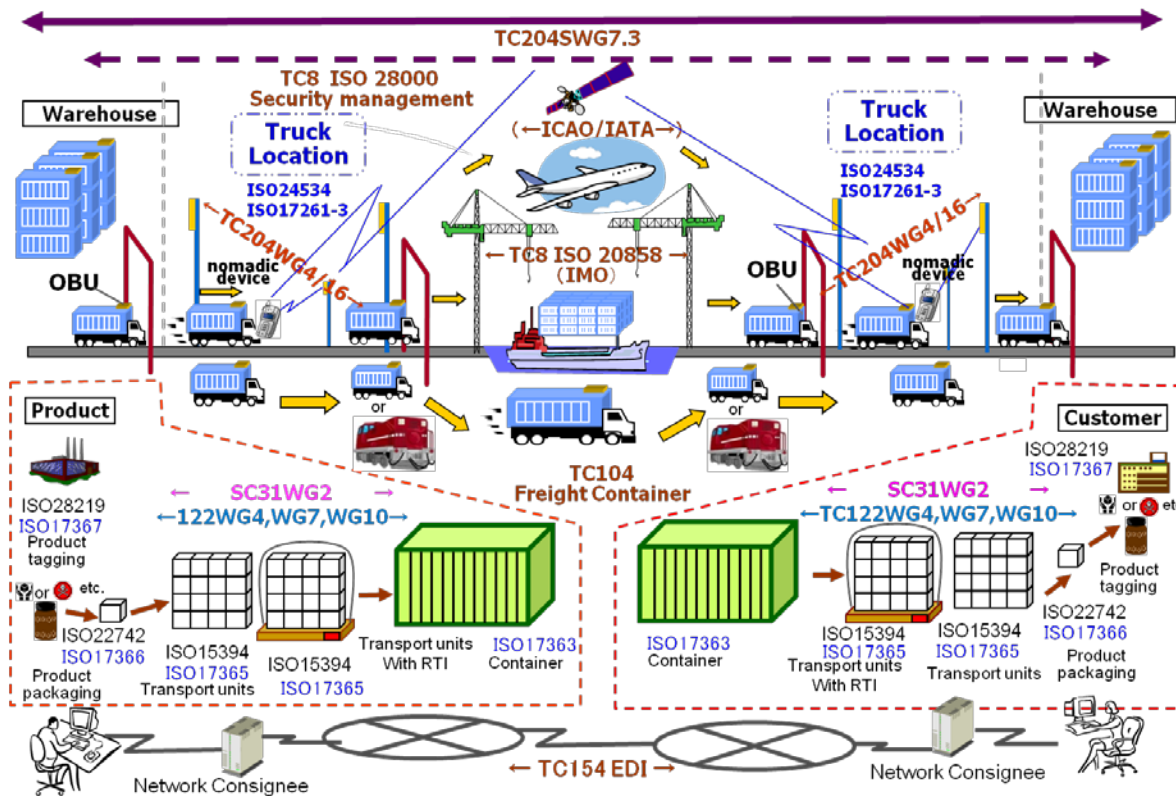 TC204SWG7.3
TC8 ISO 28000
Security management
Warehouse
Truck
Location
ISO24534
ISO17261-3
(←ICAO/IATA→)
Truck
Location
ISO24534
ISO17261-3
Warehouse
←TC204WG4/16→
nomadic
device
OBU
←TC8 ISO 20858→
(IMO)
OBU
←TC204WG4/16→
nomadic
device
or
or
TC104
Freight Container
Product
ISO28219
ISO17367
Product
tagging
← SC31WG2 →
←122WG4,WG7,WG10→
or
etc.
ISO22742
ISO17366
Product
packaging
ISO15394
ISO17365
Transport units
ISO15394
ISO17365
Transport units
With RTI
ISO17363
Container
Customer
ISO28219
ISO17367
← SC31WG2 →
←TC122WG4,WG7,WG10→
or
etc
Product
tagging
ISO17363
Container
ISO15394
ISO17365
Transport units
With RTI
ISO15394
ISO17365
Transport units
ISO22742
ISO17366
Product
packaging
Network Consignee
← TC154 EDI →
Network Consignee